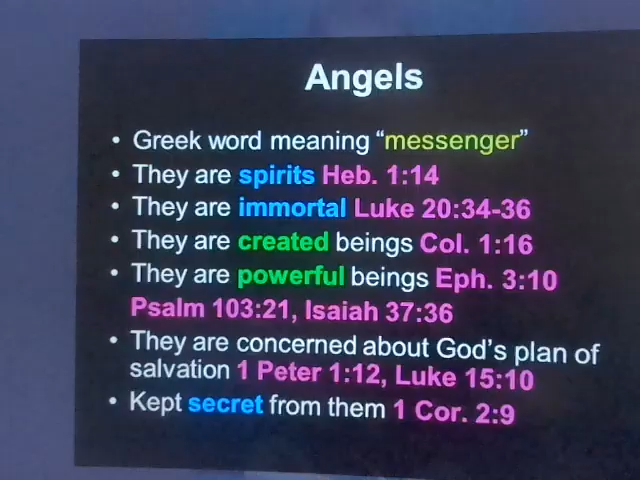 Angels
• Greek word meaning “messenger”
• They are spirits Heb. 1:14
• They are immortal Luke 20:34-36
• They are created beings Col. 1:16
• They are powerful beings Eph. 3:10
Psalm 103:21, Isaiah 37:36
• They are concerned about God’s plan of
salvation 1 Peter 1:12, Luke 15:10
• Kept secret from them 1 Cor. 2:9